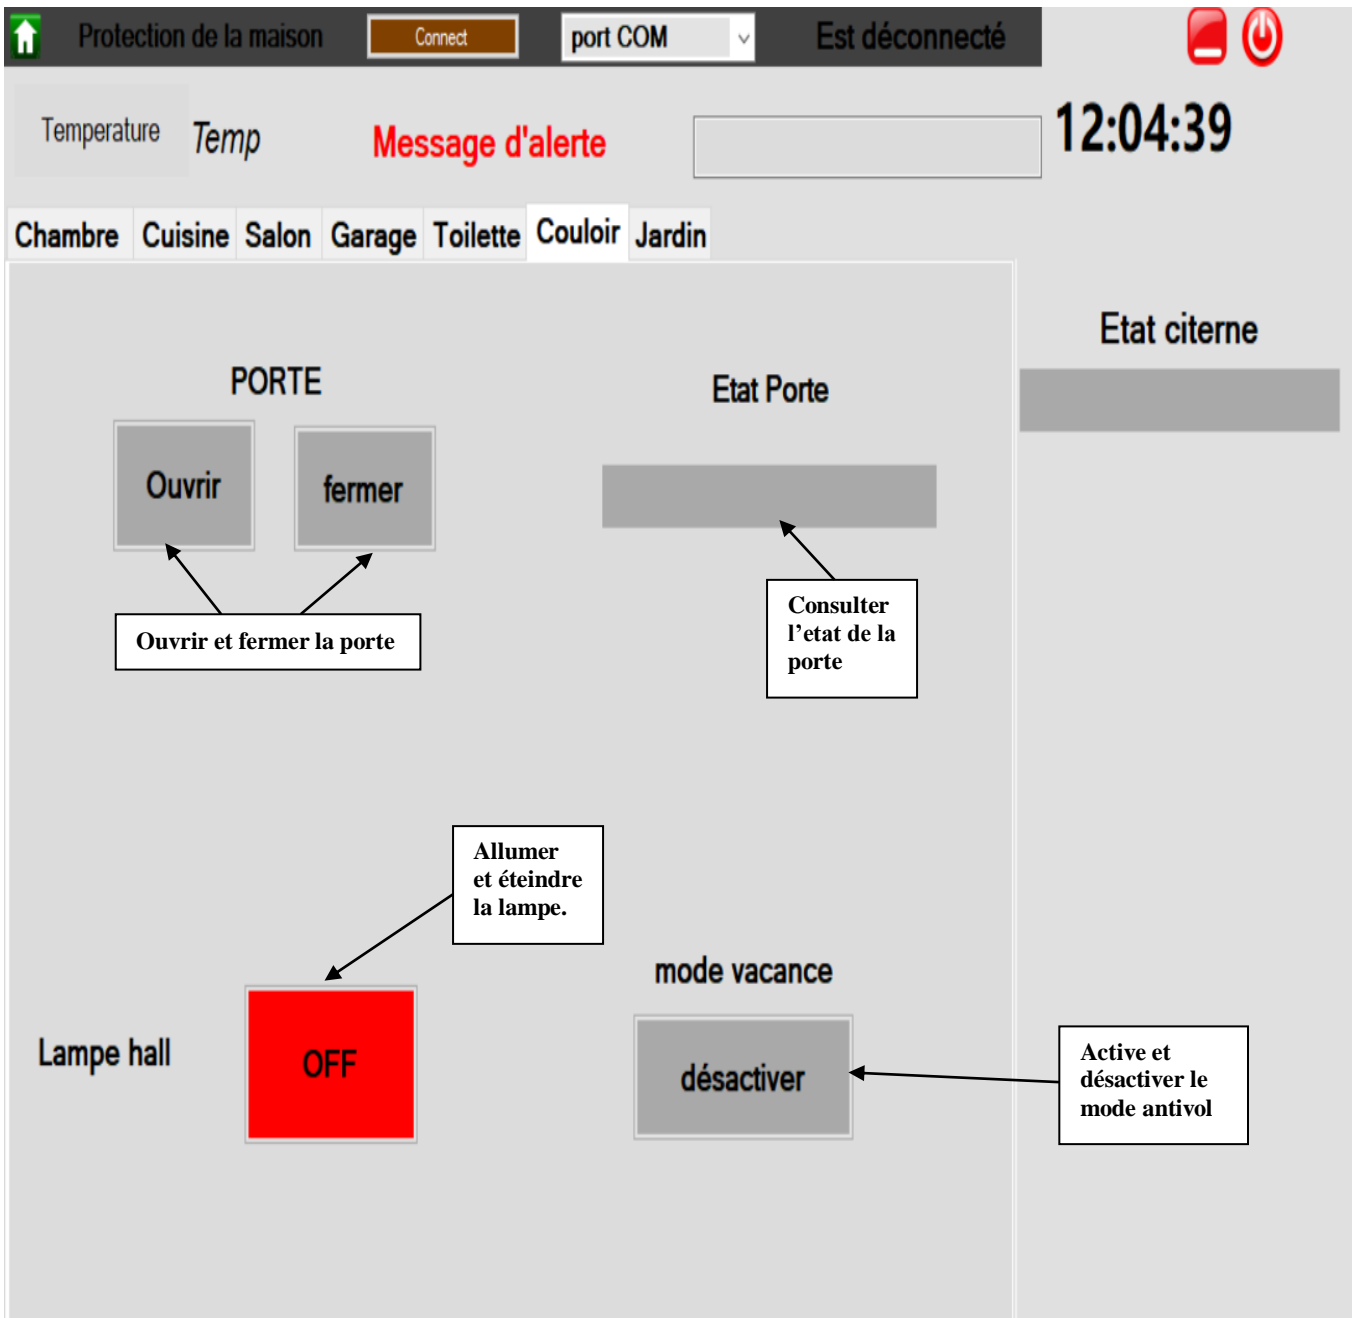 Protection de la maison
Connect
port COM
Est déconnecté
Temperature
Temp
Message d'alerte
12:04:39
Chambre
Cuisine
Salon
Garage
Toilette
Couloir
Jardin
Etat citerne
PORTE
Etat Porte
Ouvrir
fermer
Ouvrir et fermer la porte
Consulter
l’etat de la
porte
Allumer
et éteindre
la lampe.
mode vacance
Lampe hall
OFF
désactiver
Active et
désactiver le
mode antivol